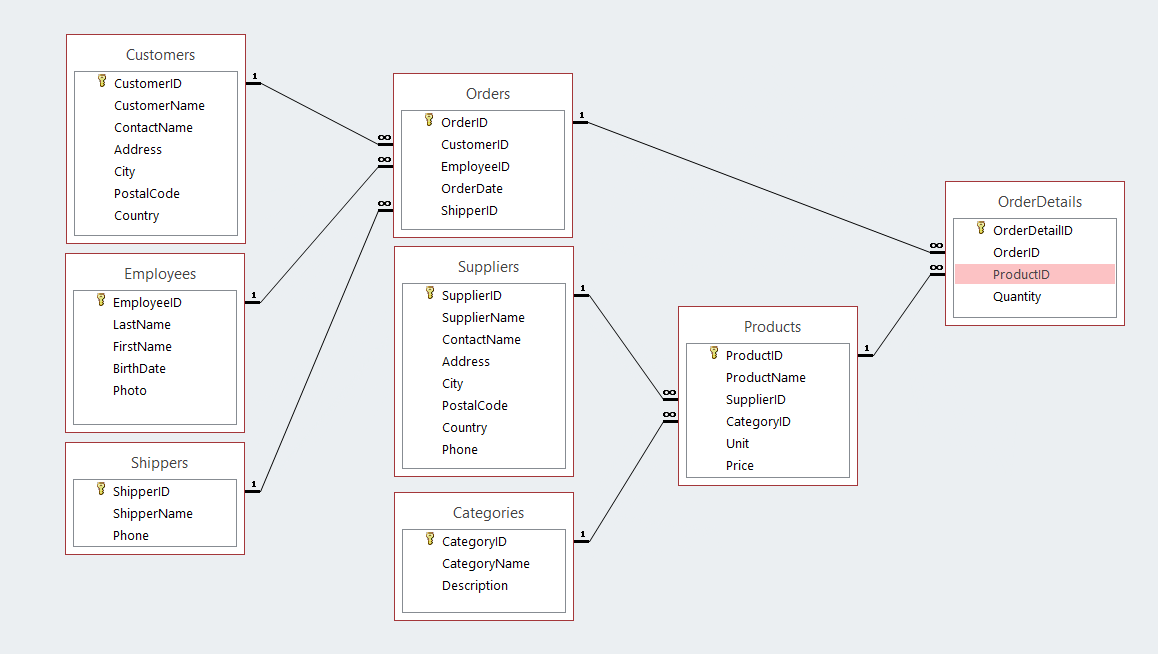 Customers
CustomerID
CustomerName
ContactName
Address
City
PostalCode
Country
Employees
EmployeeID
LastName
FirstName
BirthDate
Photo
Shippers
ShipperID
ShipperName
Phone
Orders
OrderID
CustomerID
EmployeeID
OrderDate
ShipperID
Suppliers
SupplierID
SupplierName
ContactName
Address
City
PostalCode
Country
Phone
Categories
CategoryID
CategoryName
Description
Products
ProductID
ProductName
SupplierID
CategoryID
Unit
Price
OrderDetails
OrderDetailID
OrderID
ProductID
Quantity
1
∞
1
∞
1
∞
1
∞
1
∞
1
∞
1
∞